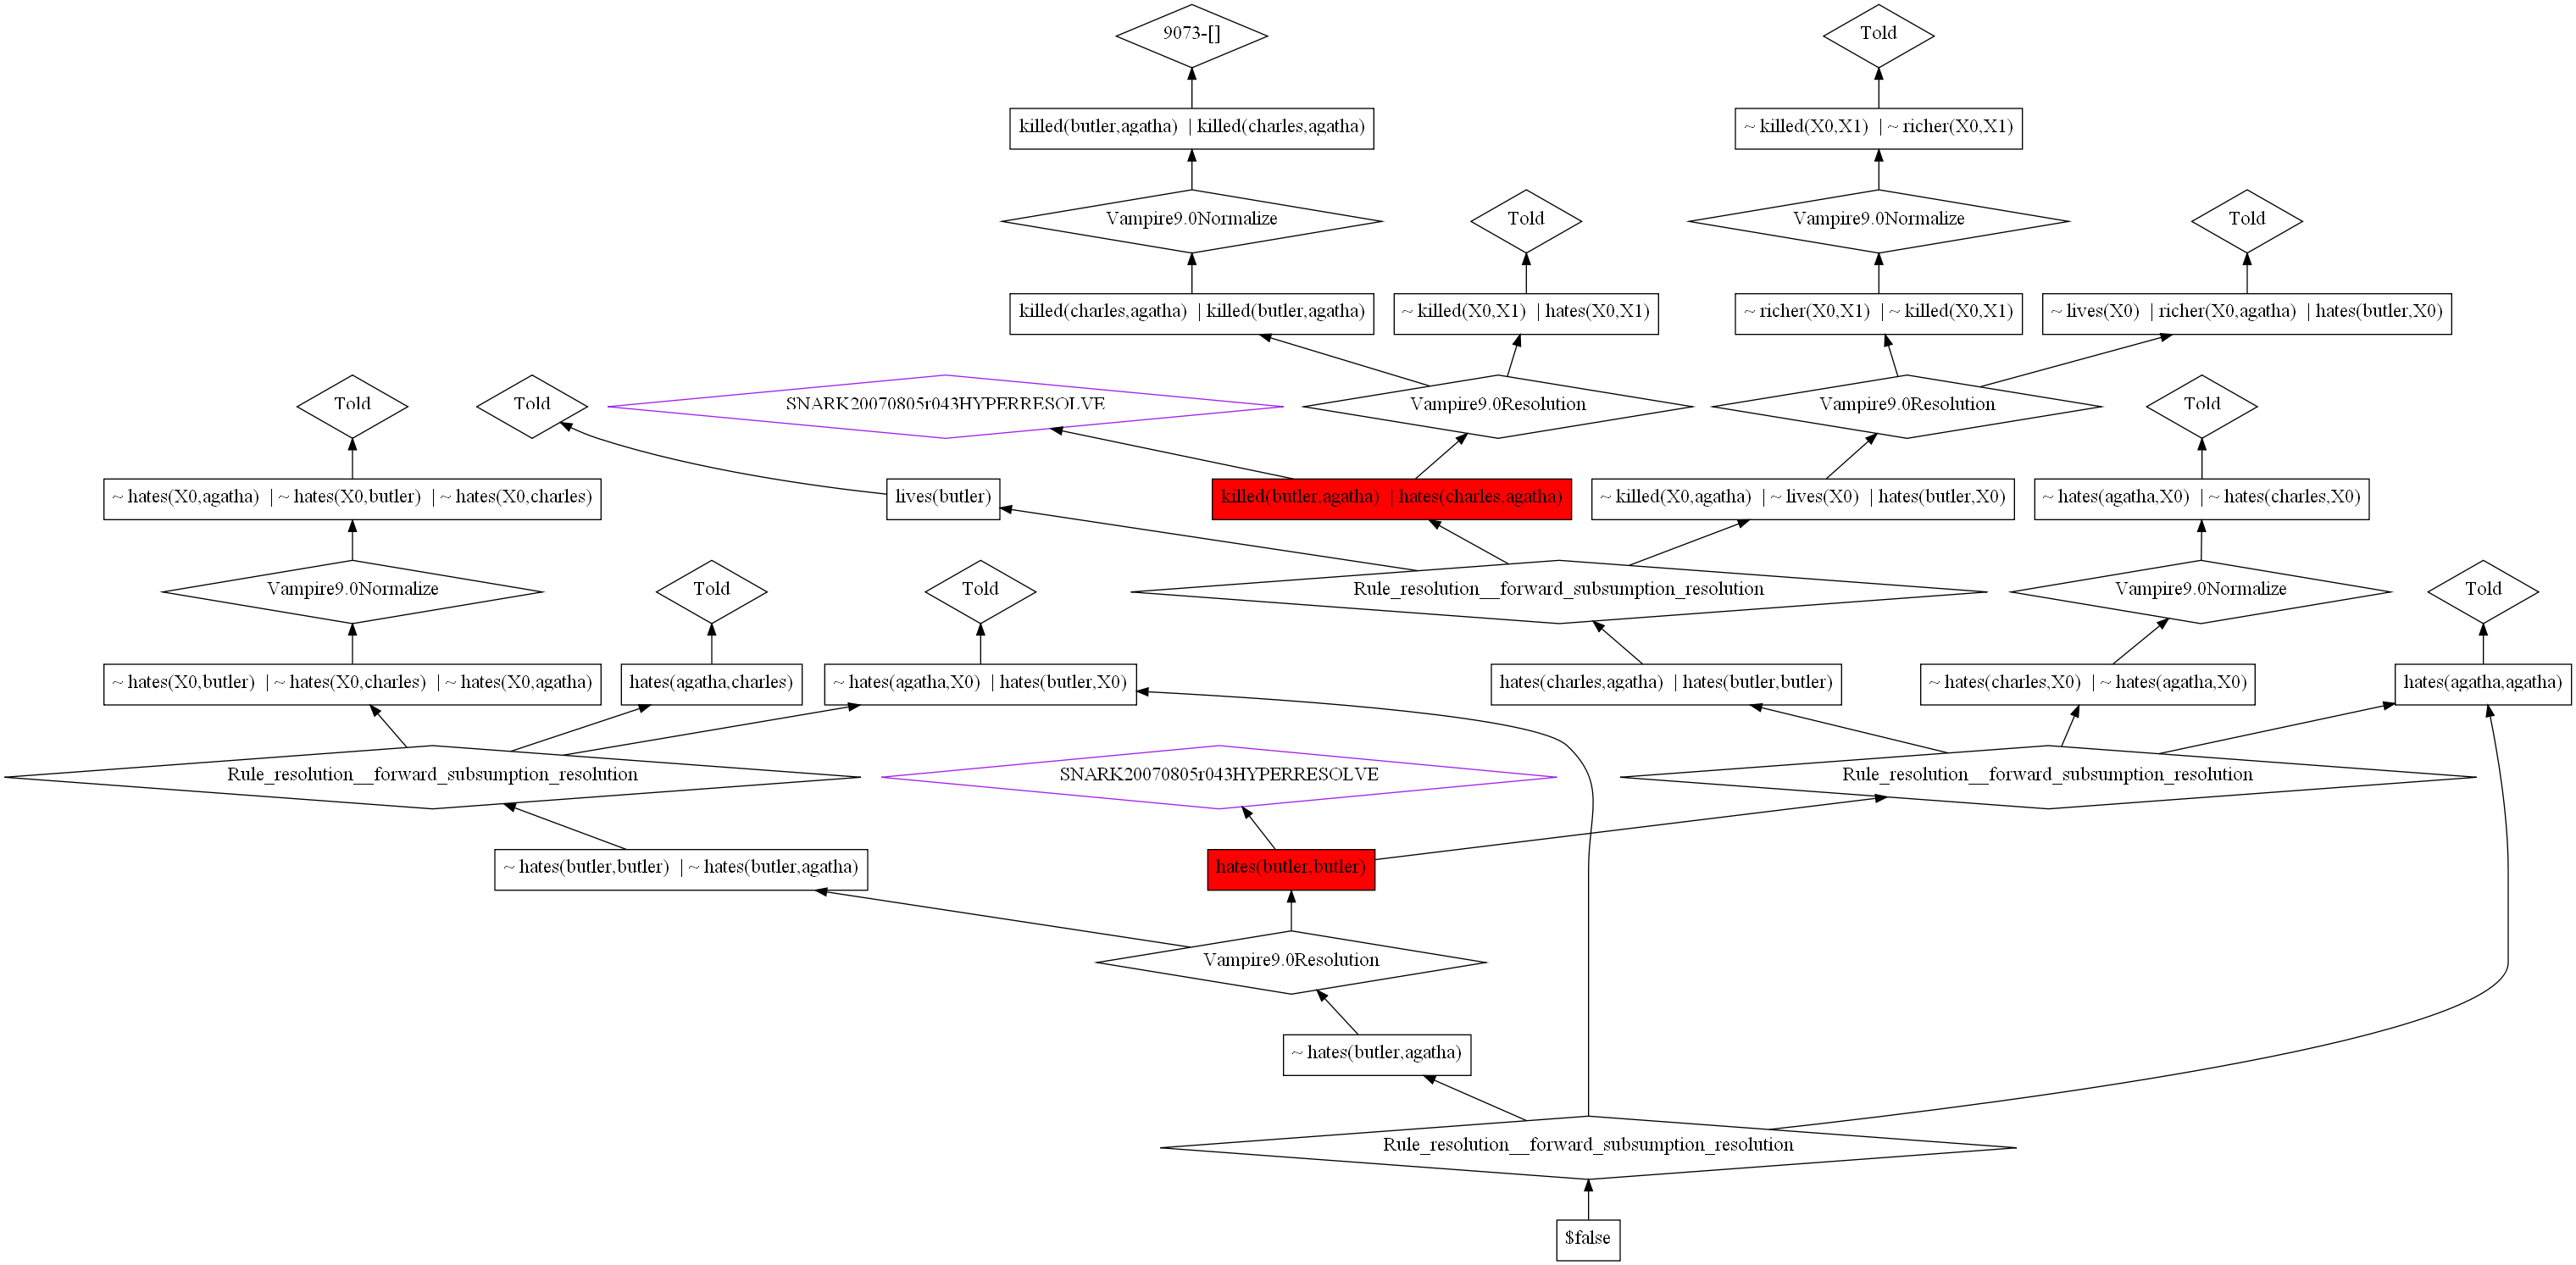 9073-[]
Told
killed(butler,agatha) | killed(charles,agatha)
~ killed(X0,X1) | ~ richer(X0,X1)
Vampire9.0Normalize
Told
Vampire9.0Normalize
Told
killed(charles,agatha) | killed(butler,agatha)
~ killed(X0,X1) | hates(X0,X1)
~ richer(X0,X1) | ~ killed(X0,X1)
~ lives(X0) | richer(X0,agatha) | hates(butler,X0)
Told
Told
SNARK20070805r043HYPERRESOLVE
Vampire9.0Resolution
Vampire9.0Resolution
Told
~ hates(X0,agatha) | ~ hates(X0,butler) | ~ hates(X0,charles)
lives(butler)
killed(butler,agatha) | hates(charles,agatha)
~ killed(X0,agatha) | ~ lives(X0) | hates(butler,X0)
~ hates(agatha,X0) | ~ hates(charles,X0)
Vampire9.0Normalize
Told
Told
Rule_resolution__forward_subsumption_resolution
Vampire9.0Normalize
Told
~ hates(X0,butler) | ~ hates(X0,charles) | ~ hates(X0,agatha)
hates(agatha,charles)
~ hates(agatha,X0) | hates(butler,X0)
hates(charles,agatha) | hates(butler,butler)
~ hates(charles,X0) | ~ hates(agatha,X0)
hates(agatha,agatha)
Rule_resolution__forward_subsumption_resolution
SNARK20070805r043HYPERRESOLVE
Rule_resolution__forward_subsumption_resolution
~ hates(butler,butler) | ~ hates(butler,agatha)
hates(butler,butler)
Vampire9.0Resolution
~ hates(butler,agatha)
Rule_resolution__forward_subsumption_resolution
$false